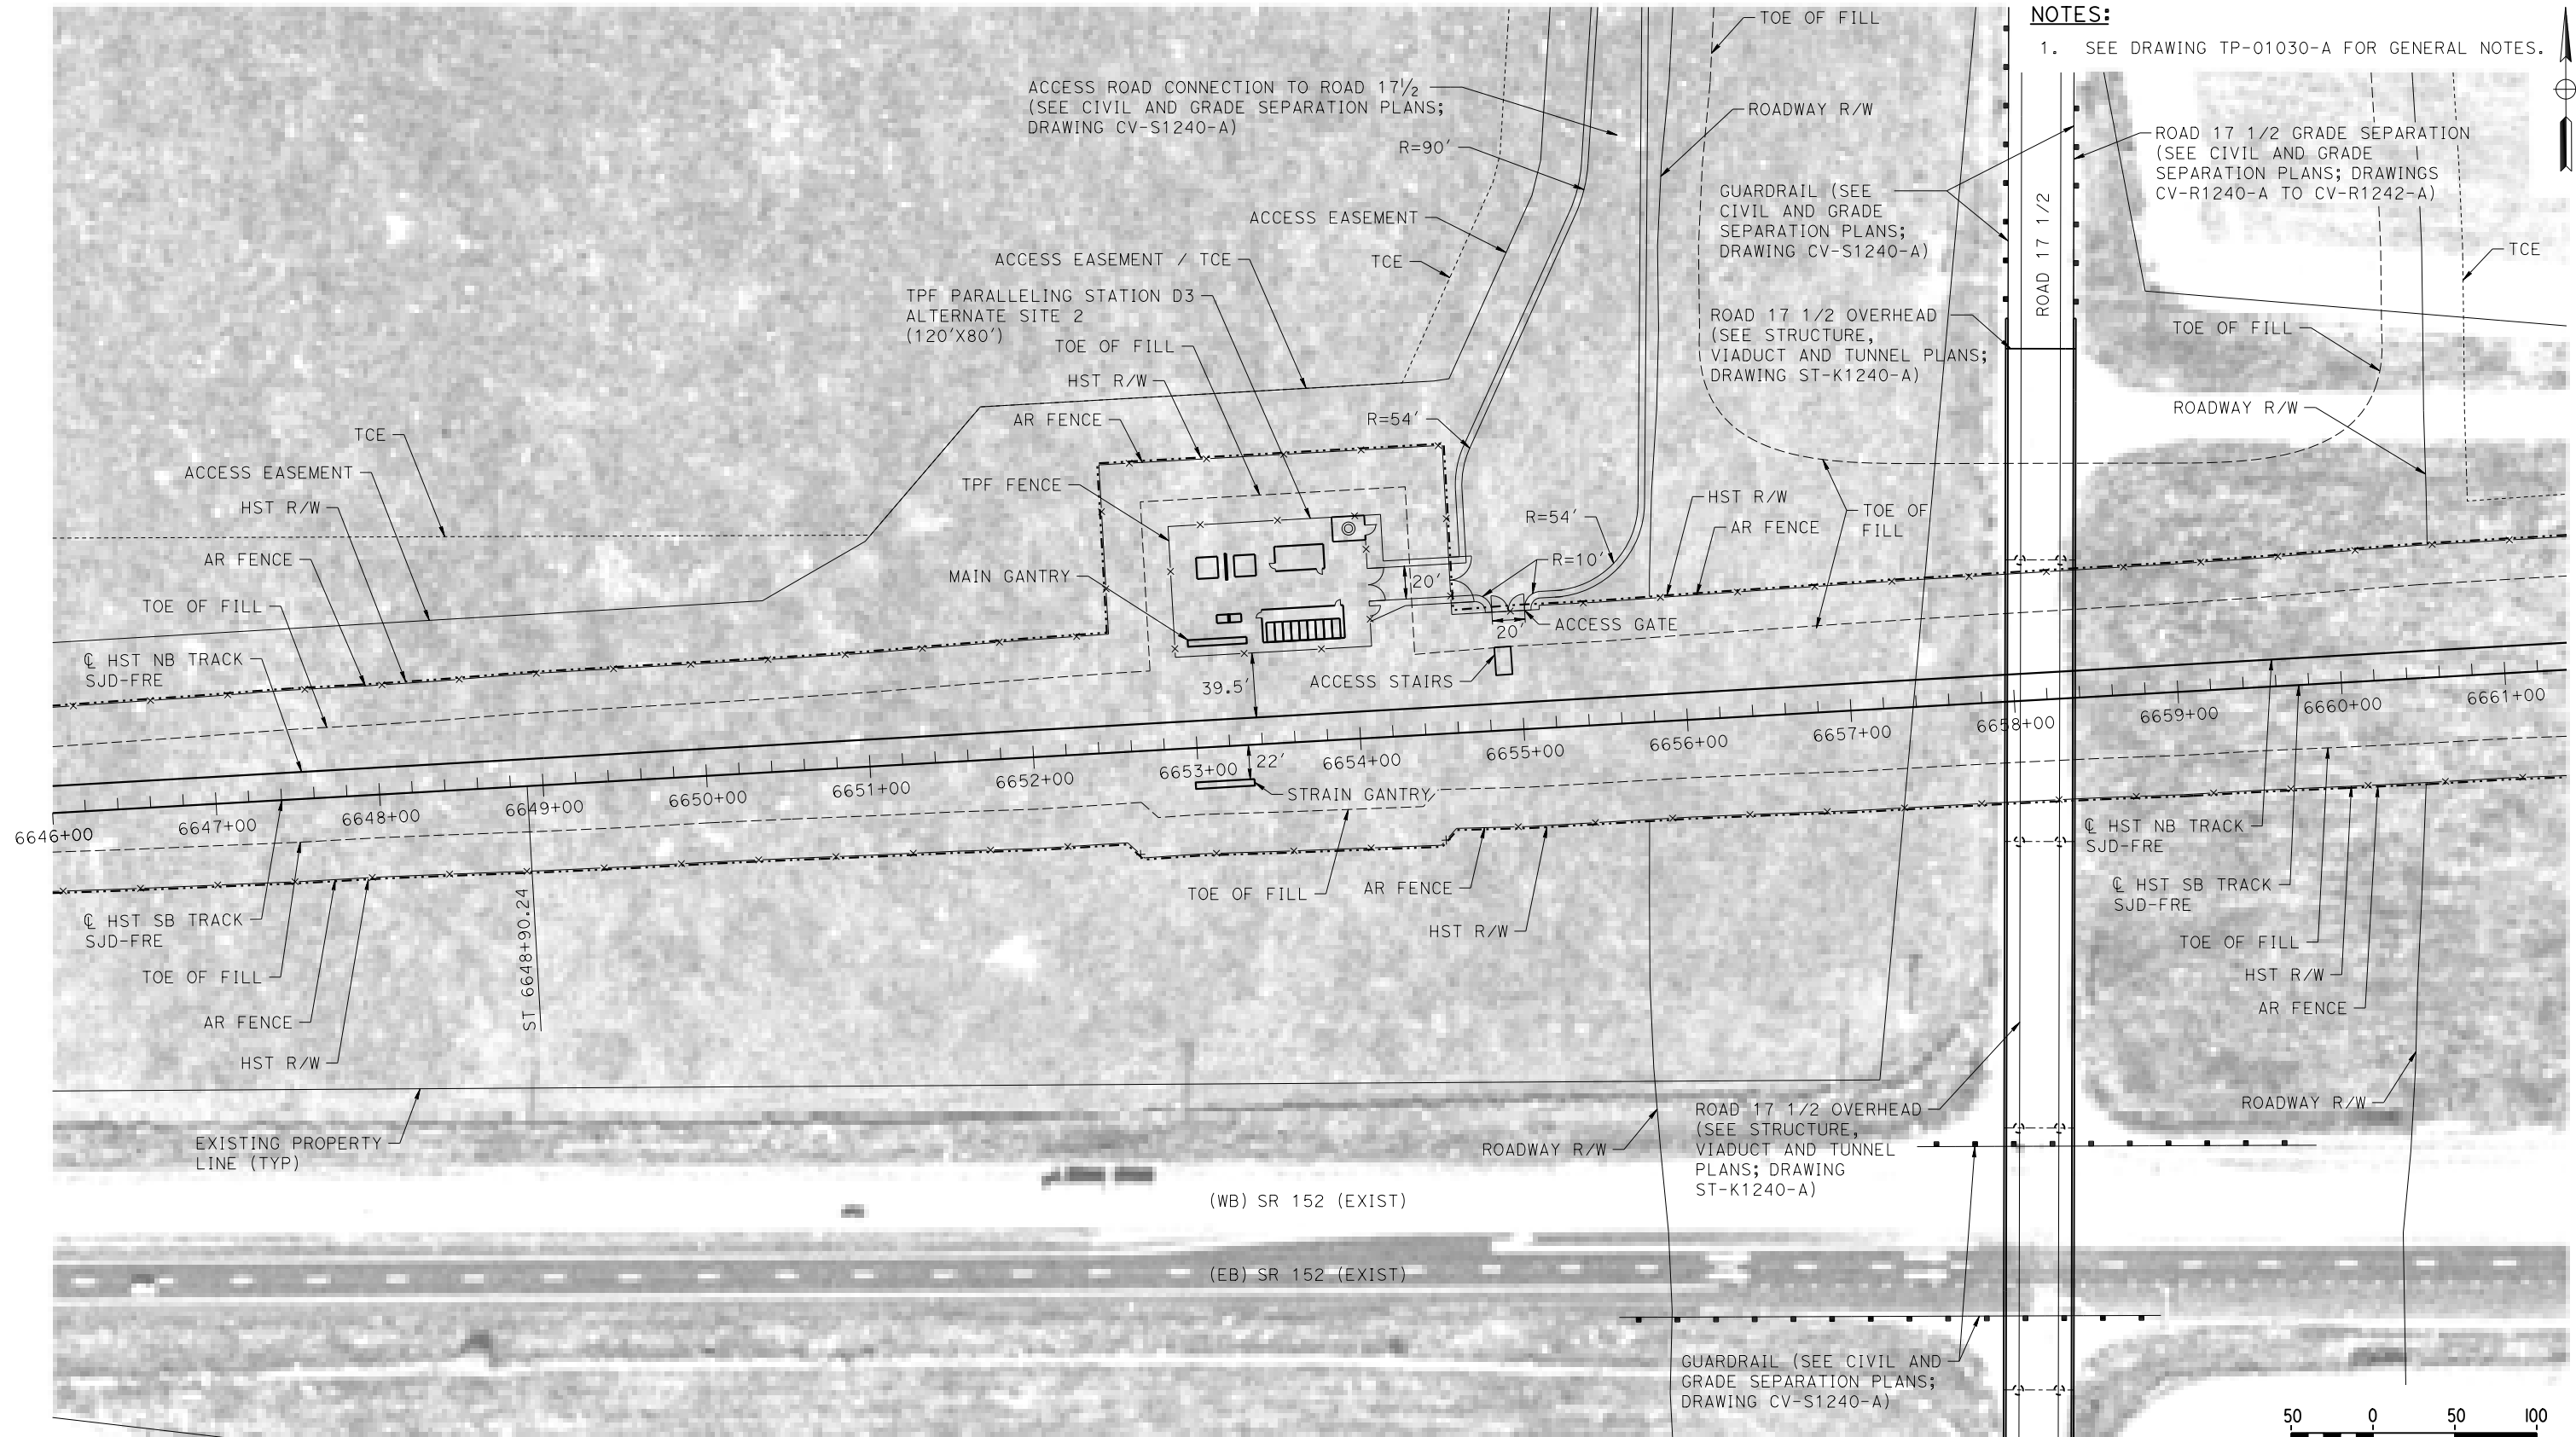 NOTES:
1. SEE DRAWING TP-01030-A FOR GENERAL NOTES.
TOE OF FILL
ACCESS ROAD CONNECTION TO ROAD 17½
(SEE CIVIL AND GRADE SEPARATION PLANS;
DRAWING CV-S1240-A)
R=90'
ROADWAY R/W
ROAD 17 1/2 GRADE SEPARATION
(SEE CIVIL AND GRADE
SEPARATION PLANS; DRAWINGS
CV-R1240-A TO CV-R1242-A)
GUARDRAIL (SEE
CIVIL AND GRADE
SEPARATION PLANS;
DRAWING CV-S1240-A)
ROAD 17 1/2
ACCESS EASEMENT
TCE
TCE
ACCESS EASEMENT / TCE
TPF PARALLELING STATION D3
ALTERNATE SITE 2
(120'X80')
TOE OF FILL
HST R/W
AR FENCE
R=54'
ROAD 17 1/2 OVERHEAD
(SEE STRUCTURE,
VIADUCT AND TUNNEL PLANS;
DRAWING ST-K1240-A)
TOE OF FILL
ROADWAY R/W
TCE
ACCESS EASEMENT
HST R/W
AR FENCE
TOE OF FILL
TPF FENCE
MAIN GANTRY
R=54'
R=10'
20'
20'
HST R/W
AR FENCE
TOE OF
FILL
ACCESS GATE
ACCESS STAIRS
39.5'
℄ HST NB TRACK
SJD-FRE
6646+00
6647+00
6648+00
6649+00
6650+00
6651+00
6652+00
6653+00
6654+00
6655+00
6656+00
6657+00
6658+00
6659+00
6660+00
6661+00
22'
STRAIN GANTRY
ST 6648+90.24
℄ HST SB TRACK
SJD-FRE
TOE OF FILL
AR FENCE
HST R/W
TOE OF FILL
AR FENCE
HST R/W
℄ HST NB TRACK
SJD-FRE
℄ HST SB TRACK
SJD-FRE
TOE OF FILL
HST R/W
AR FENCE
ROADWAY R/W
EXISTING PROPERTY
LINE (TYP)
ROADWAY R/W
ROAD 17 1/2 OVERHEAD
(SEE STRUCTURE,
VIADUCT AND TUNNEL
PLANS; DRAWING
ST-K1240-A)
(WB) SR 152 (EXIST)
(EB) SR 152 (EXIST)
GUARDRAIL (SEE CIVIL AND
GRADE SEPARATION PLANS;
DRAWING CV-S1240-A)
50 0 50 100